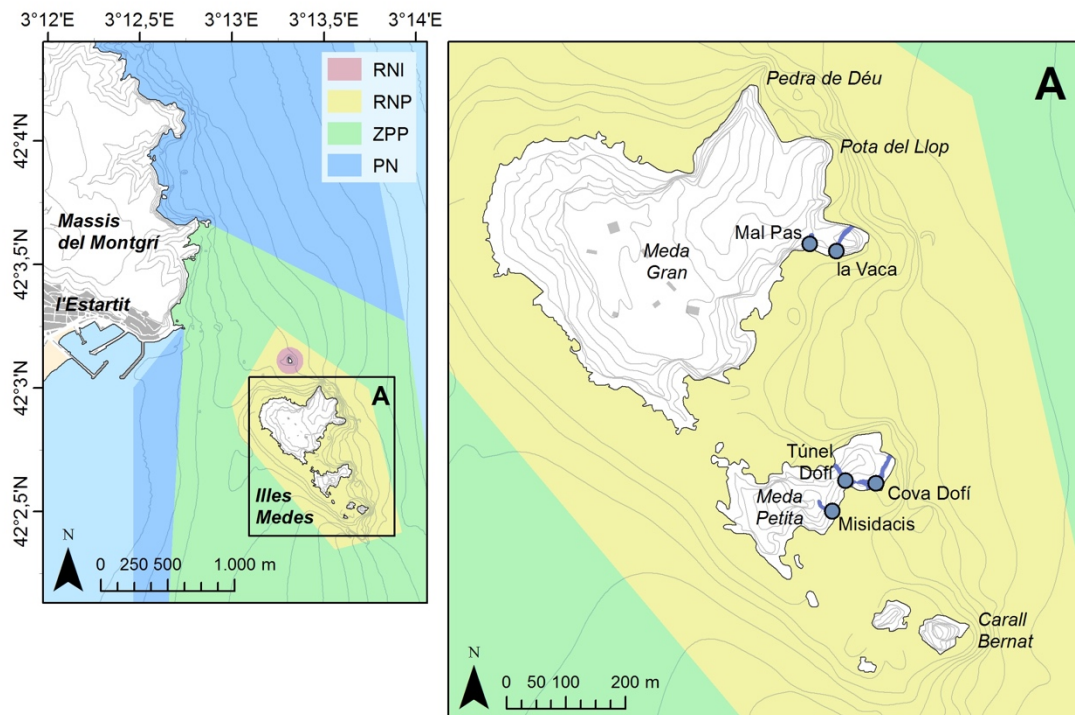 3°12'E
3°12,5'E
3°13'E
3°13,5'E
3°14'E
42°4'N
42°3,5'N
42°3'N
42°2,5'N
RNI
RNP
ZPP
PN
Massis
del Montgrí
l'Estartit
A
Illes
Medes
N
0 250 500 1.000 m
A
Pedra de Déu
Pota del Llop
Mal Pas
la Vaca
Meda
Gran
Túnel
Dofí
Cova Dofí
Meda
Petita
Misidacis
Carall
Bernat
N
0 50 100 200 m